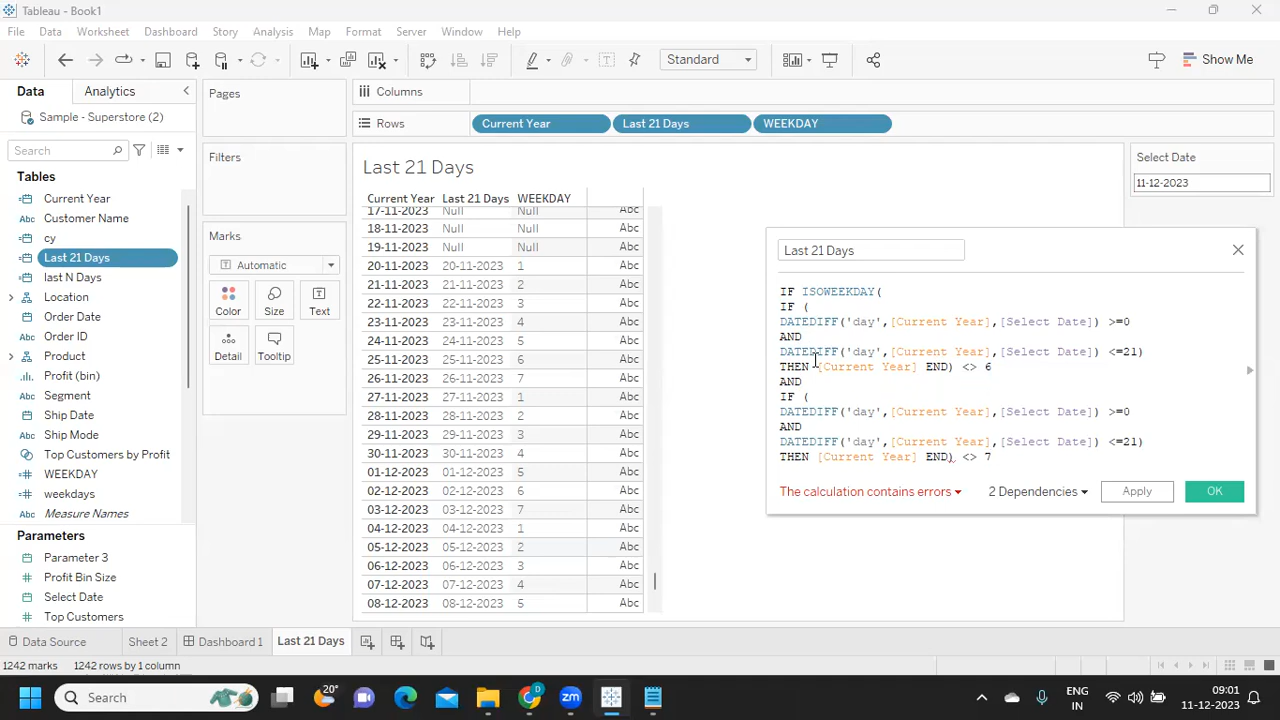 Tableau - Book1
File Data Worksheet Dashboard Story Analysis Map Format Server Window Help
Standard
Show Me
Data Analytics
Sample - Superstore (2)
Search
Tables
Current Year
Customer Name
cy
Last 21 Days
last N Days
Location
Order Date
Order ID
Product
Profit (bin)
Segment
Ship Date
Ship Mode
Top Customers by Profit
WEEKDAY
weekdays
Measure Names
Parameters
Parameter 3
Profit Bin Size
Select Date
Top Customers
Pages
Filters
Marks
Automatic
Color Size Text
Detail Tooltip
Columns
Rows Current Year Last 21 Days WEEKDAY
Last 21 Days
Current Year Last 21 Days WEEKDAY
17-11-2023 Null Null Abc
18-11-2023 Null Null Abc
19-11-2023 Null Null Abc
20-11-2023 20-11-2023 1 Abc
21-11-2023 21-11-2023 2 Abc
22-11-2023 22-11-2023 3 Abc
23-11-2023 23-11-2023 4 Abc
24-11-2023 24-11-2023 5 Abc
25-11-2023 25-11-2023 6 Abc
26-11-2023 26-11-2023 7 Abc
27-11-2023 27-11-2023 1 Abc
28-11-2023 28-11-2023 2 Abc
29-11-2023 29-11-2023 3 Abc
30-11-2023 30-11-2023 4 Abc
01-12-2023 01-12-2023 5 Abc
02-12-2023 02-12-2023 6 Abc
03-12-2023 03-12-2023 7 Abc
04-12-2023 04-12-2023 1 Abc
05-12-2023 05-12-2023 2 Abc
06-12-2023 06-12-2023 3 Abc
07-12-2023 07-12-2023 4 Abc
08-12-2023 08-12-2023 5 Abc
Select Date
11-12-2023
Last 21 Days
IF ISOWEEKDAY(
IF (
DATEDIFF('day',[Current Year],[Select Date]) >=0
AND
DATEDIFF('day',[Current Year],[Select Date]) <=21)
THEN [Current Year] END) <> 6
AND
IF (
DATEDIFF('day',[Current Year],[Select Date]) >=0
AND
DATEDIFF('day',[Current Year],[Select Date]) <=21)
THEN [Current Year] END) <> 7
The calculation contains errors 2 Dependencies Apply OK
Data Source Sheet 2 Dashboard 1 Last 21 Days
1242 marks 1242 rows by 1 column
Search
20°
ENG
IN
09:01
11-12-2023